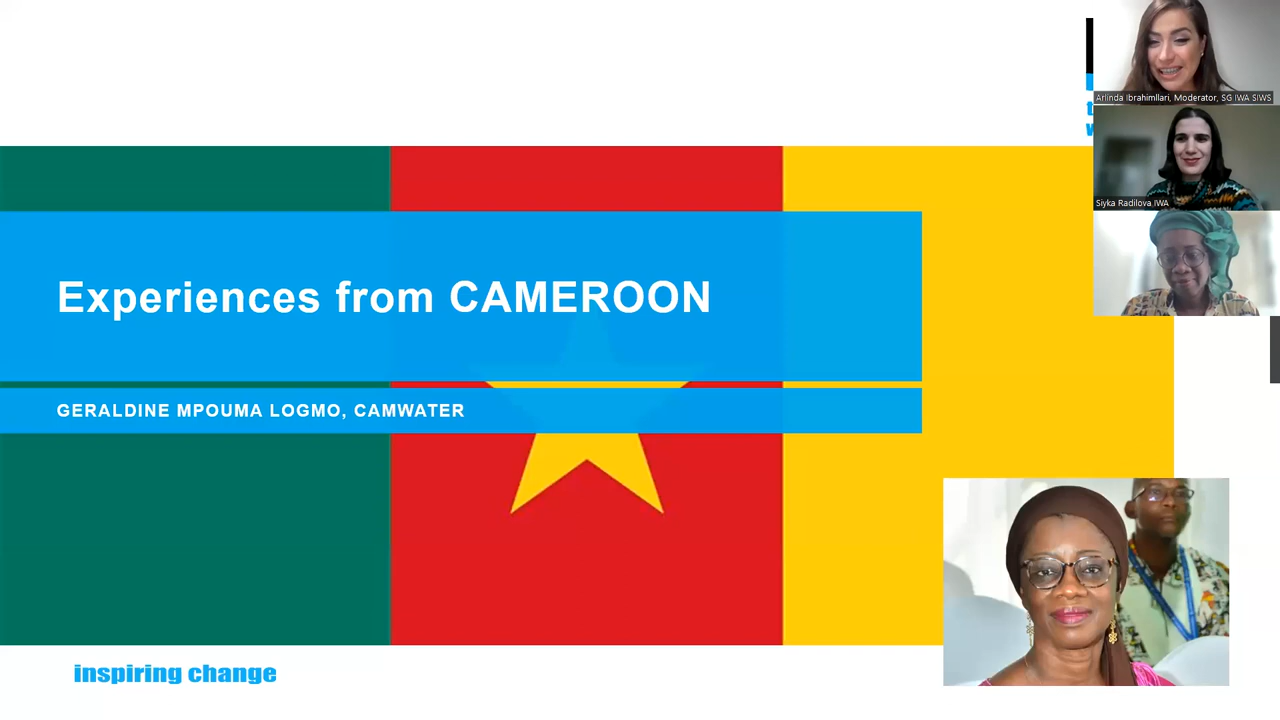 Experiences from CAMEROON
GERALDINE MPOUMA LOGMO, CAMWATER
inspiring change
Arlinda Ibrahimllari, Moderator, SG IWA SIWS
Siyka Radilova IWA